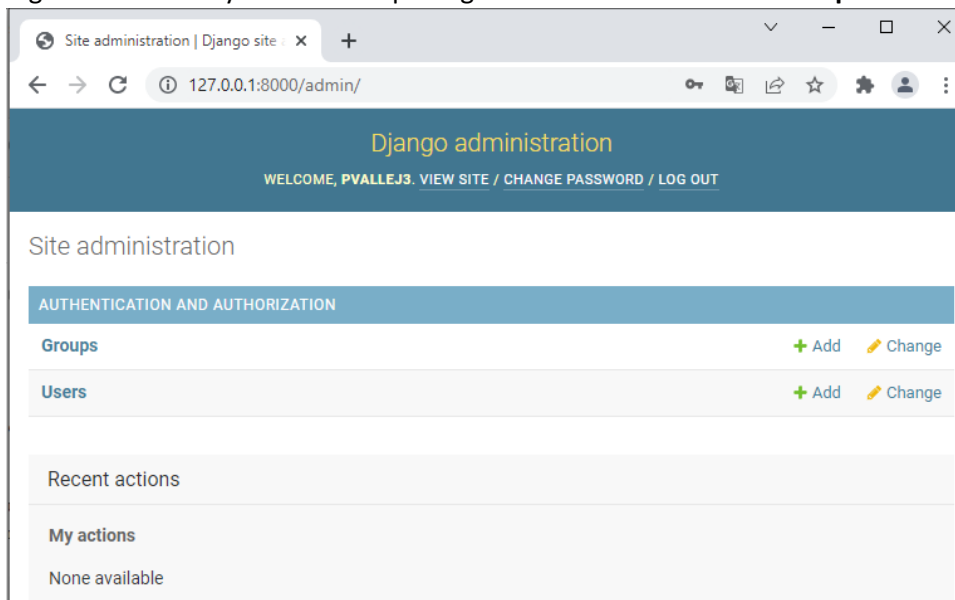 Site administration | Django site
127.0.0.1:8000/admin/
Django administration
WELCOME, PVALLEJ3. VIEW SITE / CHANGE PASSWORD / LOG OUT
Site administration
AUTHENTICATION AND AUTHORIZATION
Groups + Add Change
Users + Add Change
Recent actions
My actions
None available